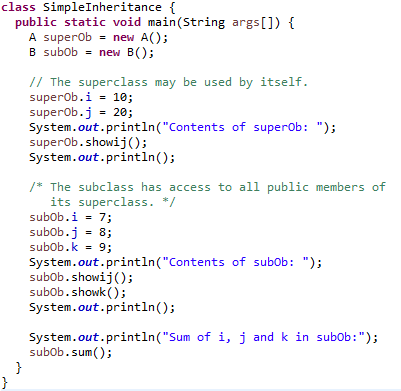 class SimpleInheritance {
  public static void main(String args[]) {
    A superOb = new A();
    B subOb = new B();

    // The superclass may be used by itself.
    superOb.i = 10;
    superOb.j = 20;
    System.out.println("Contents of superOb: ");
    superOb.showij();
    System.out.println();

    /* The subclass has access to all public members of
       its superclass. */
    subOb.i = 7;
    subOb.j = 8;
    subOb.k = 9;
    System.out.println("Contents of subOb: ");
    subOb.showij();
    subOb.showk();
    System.out.println();

    System.out.println("Sum of i, j and k in subOb:");
    subOb.sum();
  }
}